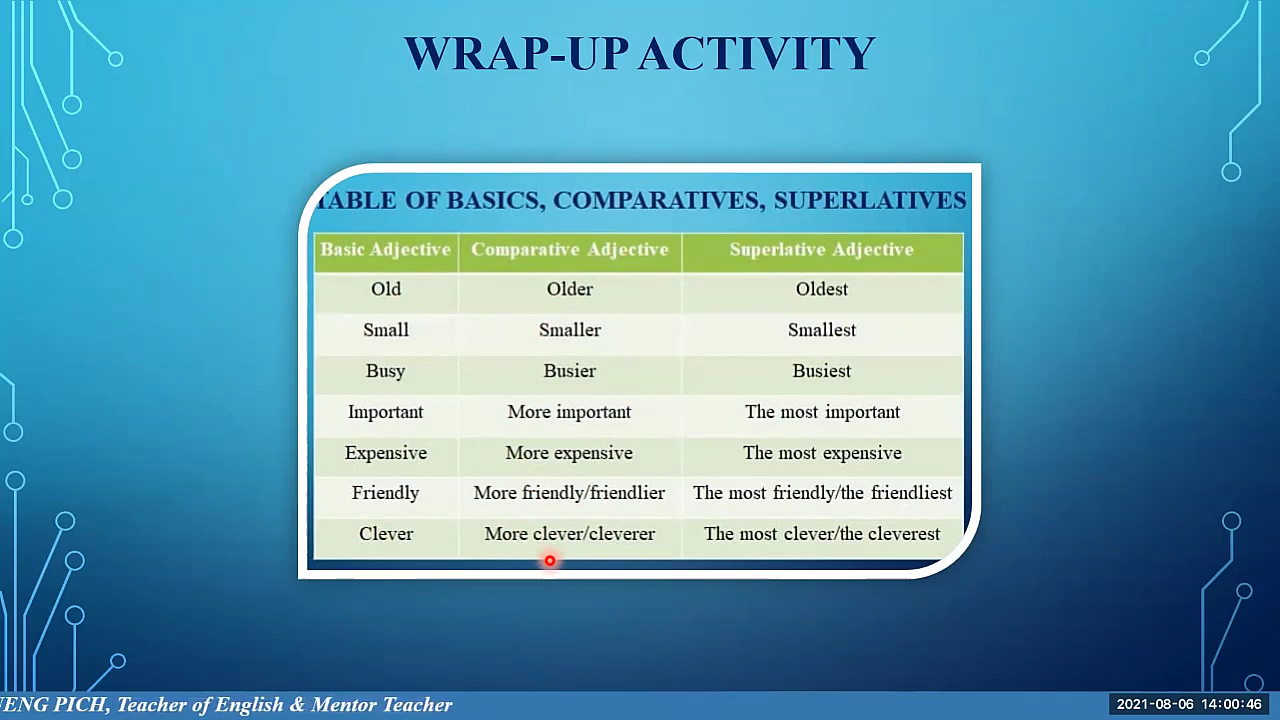 WRAP-UP ACTIVITY
TABLE OF BASICS, COMPARATIVES, SUPERLATIVES
Basic Adjective Comparative Adjective Superlative Adjective
Old Older Oldest
Small Smaller Smallest
Busy Busier Busiest
Important More important The most important
Expensive More expensive The most expensive
Friendly More friendly/friendlier The most friendly/the friendliest
Clever More clever/cleverer The most clever/the cleverest
PICH, Teacher of English & Mentor Teacher
2021-08-06 14:00:46